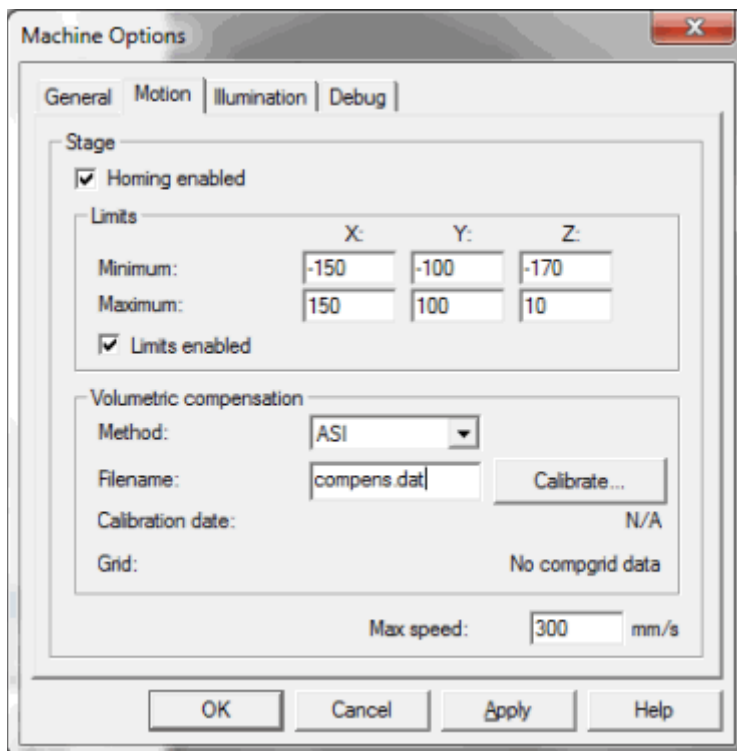 Machine Options
General Motion Illumination Debug
Stage
Homing enabled
Limits
X: Y: Z:
Minimum: -150 -100 -170
Maximum: 150 100 10
Limits enabled
Volumetric compensation
Method: ASI
Filename: compens.dat Calibrate...
Calibration date: N/A
Grid: No compgrid data
Max speed: 300 mm/s
OK Cancel Apply Help